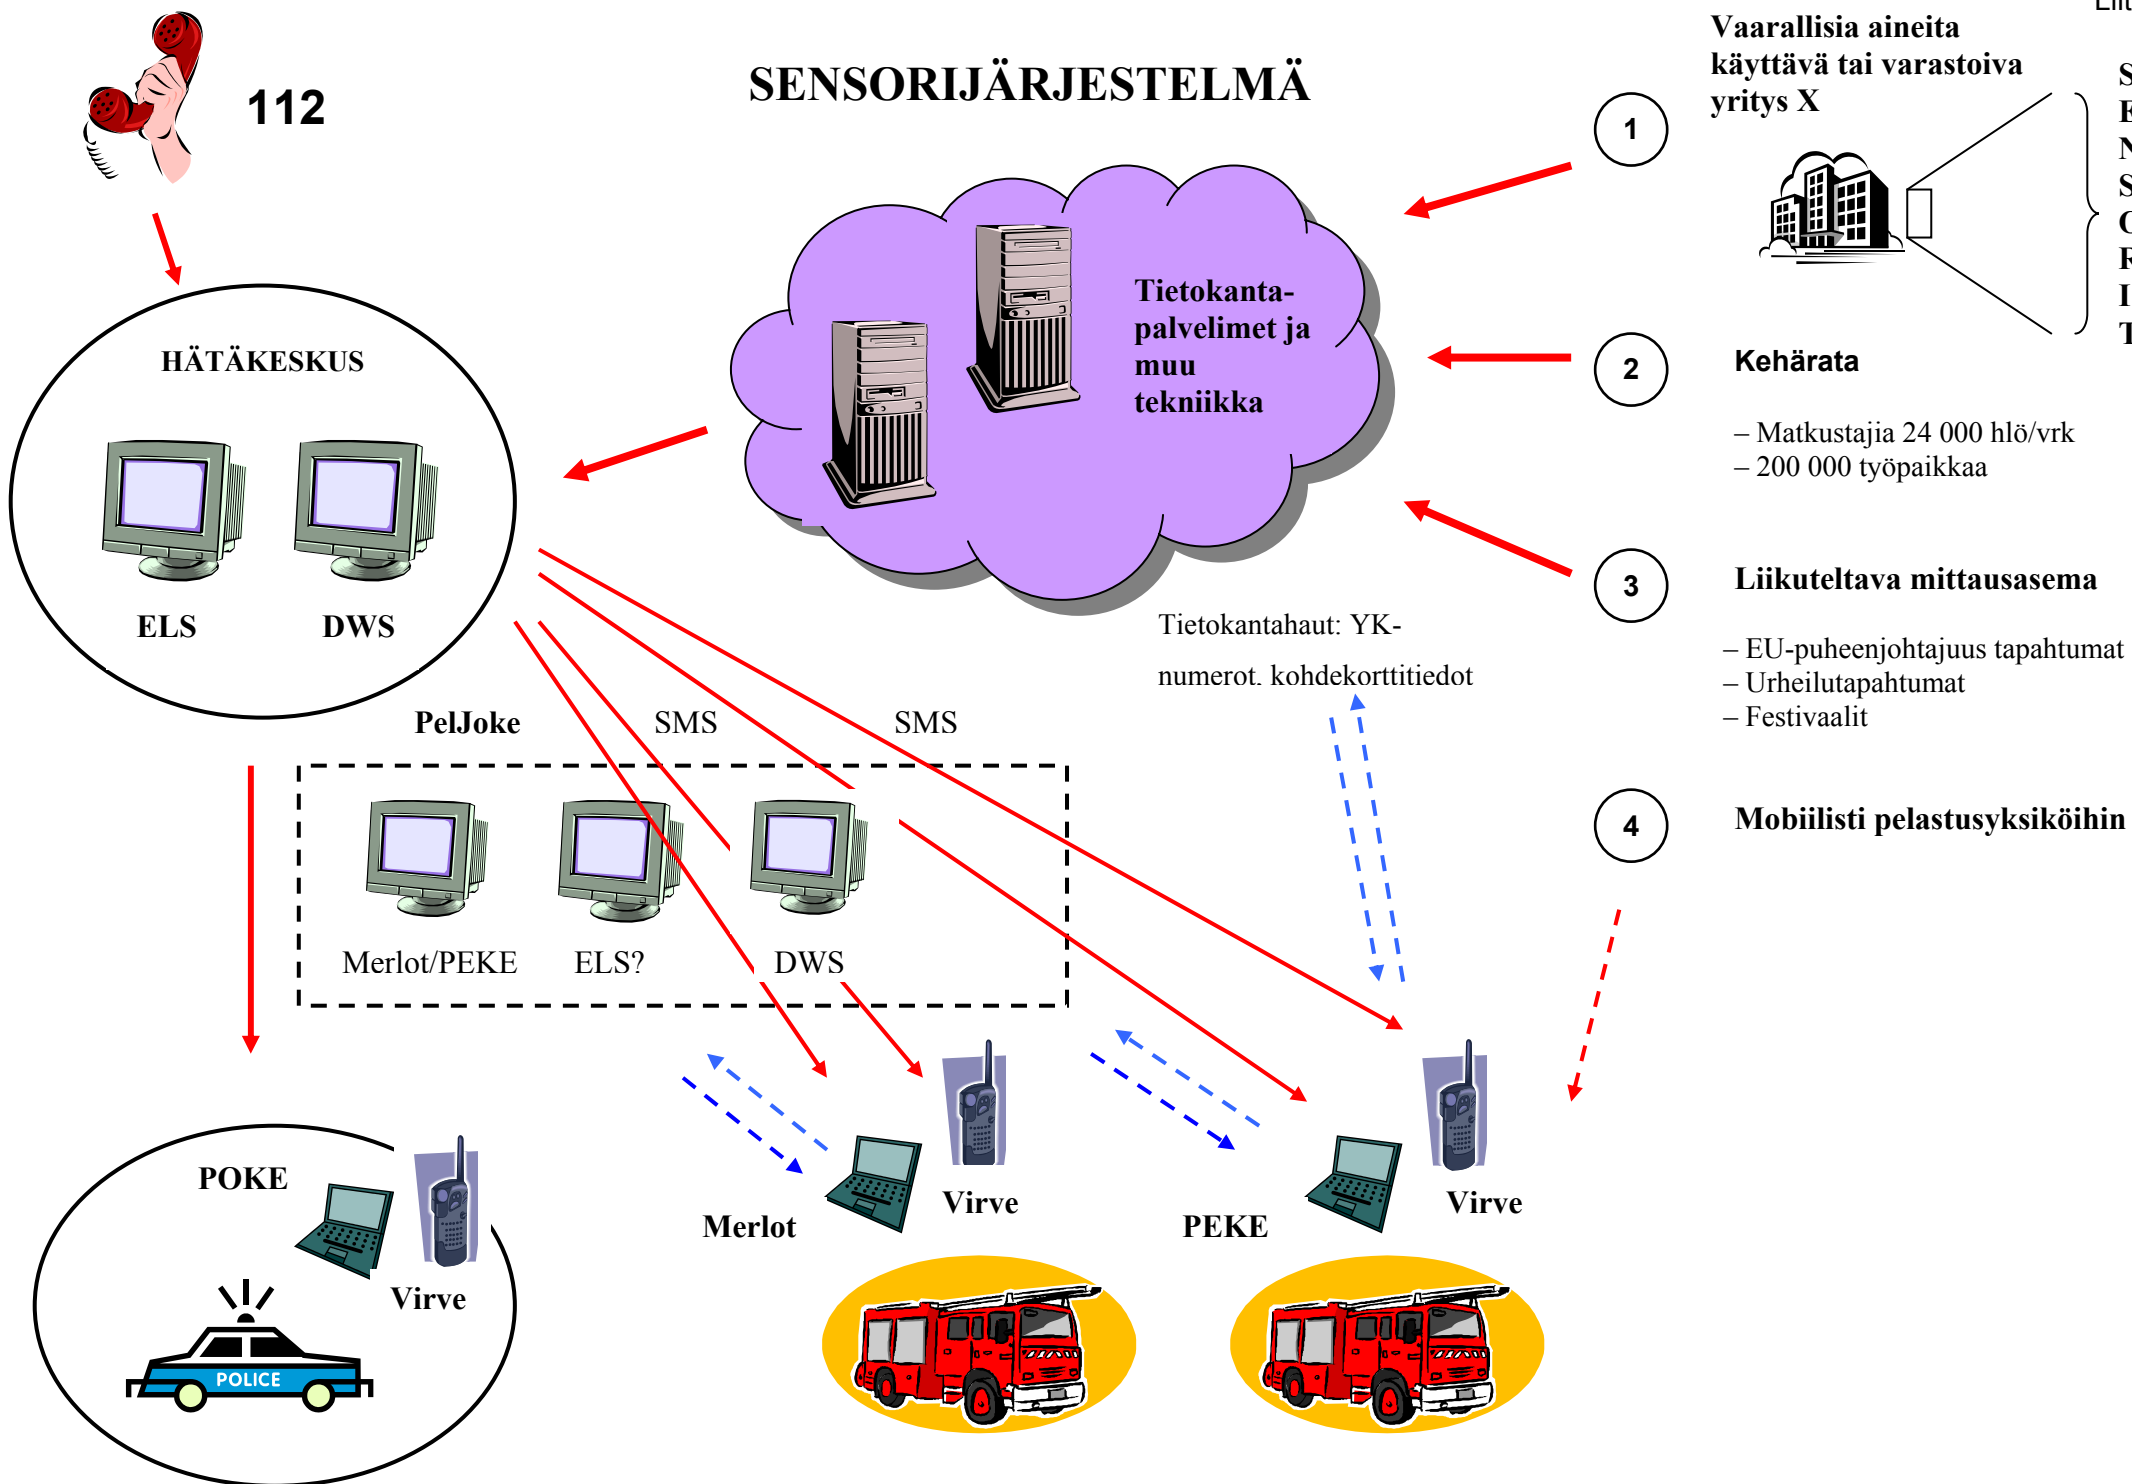 112
SENSORIJÄRJESTELMÄ
Vaarallisia aineita
käyttävä tai varastoiva
yritys X
S
E
N
S
O
R
I
T
1
Tietokanta-
palvelimet ja
muu
tekniikka
HÄTÄKESKUS
ELS
DWS
2
Kehärata
– Matkustajia 24 000 hlö/vrk
– 200 000 työpaikkaa
3
Liikuteltava mittausasema
– EU-puheenjohtajuus tapahtumat
– Urheilutapahtumat
– Festivaalit
Tietokantahaut: YK-
numerot, kohdekorttitiedot
PelJoke
SMS
SMS
4
Mobiilisti pelastusyksiköihin
Merlot/PEKE
ELS?
DWS
POKE
Virve
POLICE
Merlot
Virve
PEKE
Virve